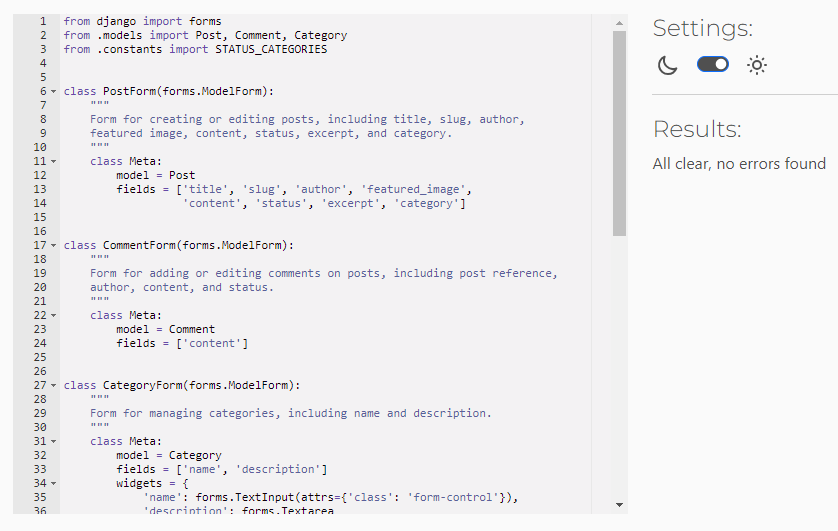 1 from django import forms
2 from .models import Post, Comment, Category
3 from .constants import STATUS_CATEGORIES
4
5
6 class PostForm(forms.ModelForm):
7     """
8     Form for creating or editing posts, including title, slug, author,
9     featured image, content, status, excerpt, and category.
10     """
11     class Meta:
12         model = Post
13         fields = ['title', 'slug', 'author', 'featured_image',
14                   'content', 'status', 'excerpt', 'category']
15
16
17 class CommentForm(forms.ModelForm):
18     """
19     Form for adding or editing comments on posts, including post reference,
20     author, content, and status.
21     """
22     class Meta:
23         model = Comment
24         fields = ['content']
25
26
27 class CategoryForm(forms.ModelForm):
28     """
29     Form for managing categories, including name and description.
30     """
31     class Meta:
32         model = Category
33         fields = ['name', 'description']
34         widgets = {
35             'name': forms.TextInput(attrs={'class': 'form-control'}),
36             'description': forms.Textarea
Settings:
Results:
All clear, no errors found